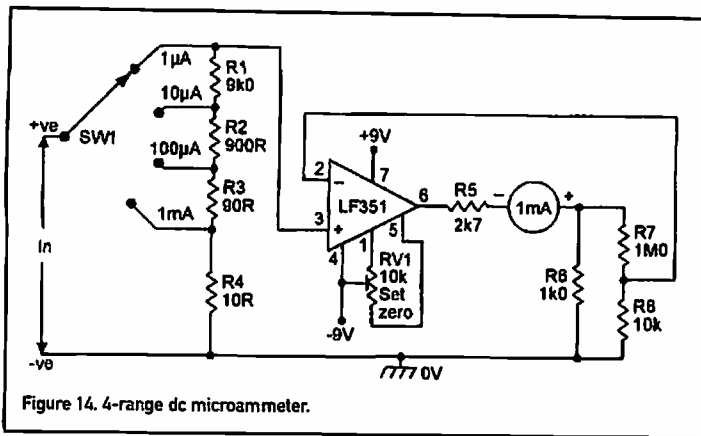 1µA
R1
9k0
10µA
+ve
SW1
R2
900R
100µA
R3
90R
1mA
In
R4
10R
-ve
+9V
2
7
−
LF351
6
3
+
5
4
1
RV1
10k
Set
zero
-9V
R5
2k7
−
1mA
+
R7
1M0
R6
1k0
R8
10k
0V
Figure 14. 4-range dc microammeter.